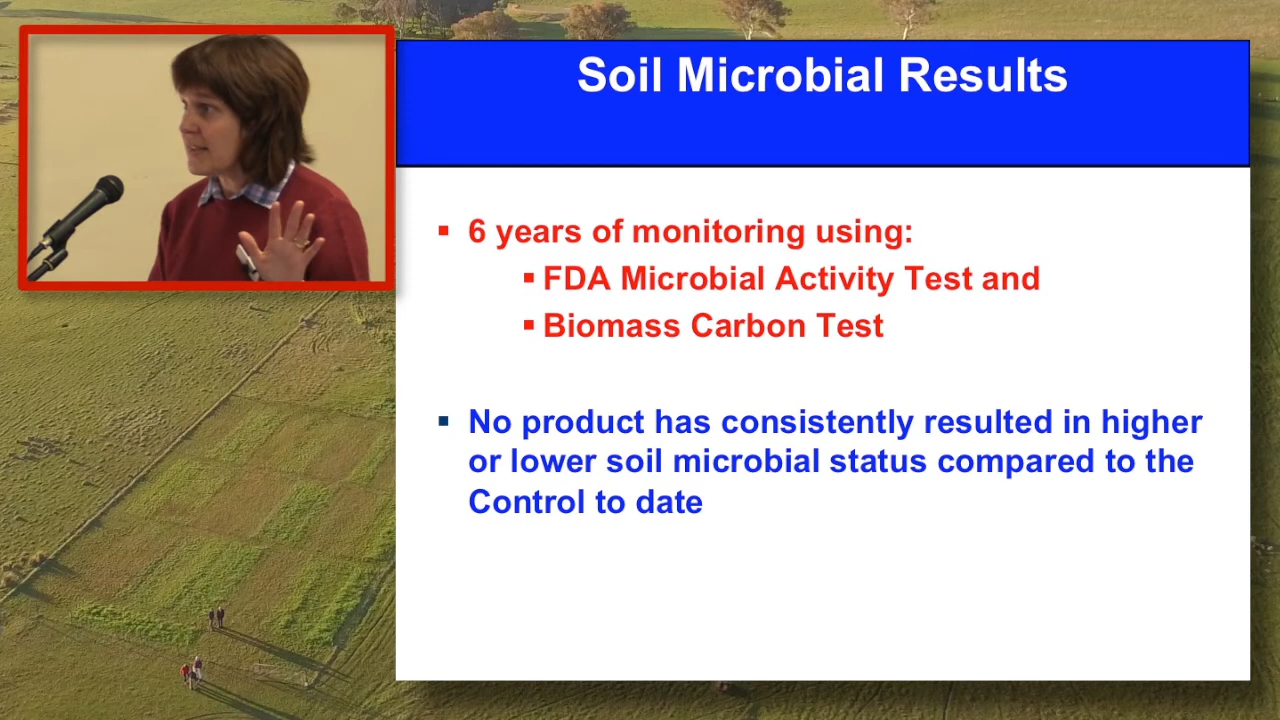 Soil Microbial Results
▪ 6 years of monitoring using:
▪ FDA Microbial Activity Test and
▪ Biomass Carbon Test
▪ No product has consistently resulted in higher
or lower soil microbial status compared to the
Control to date